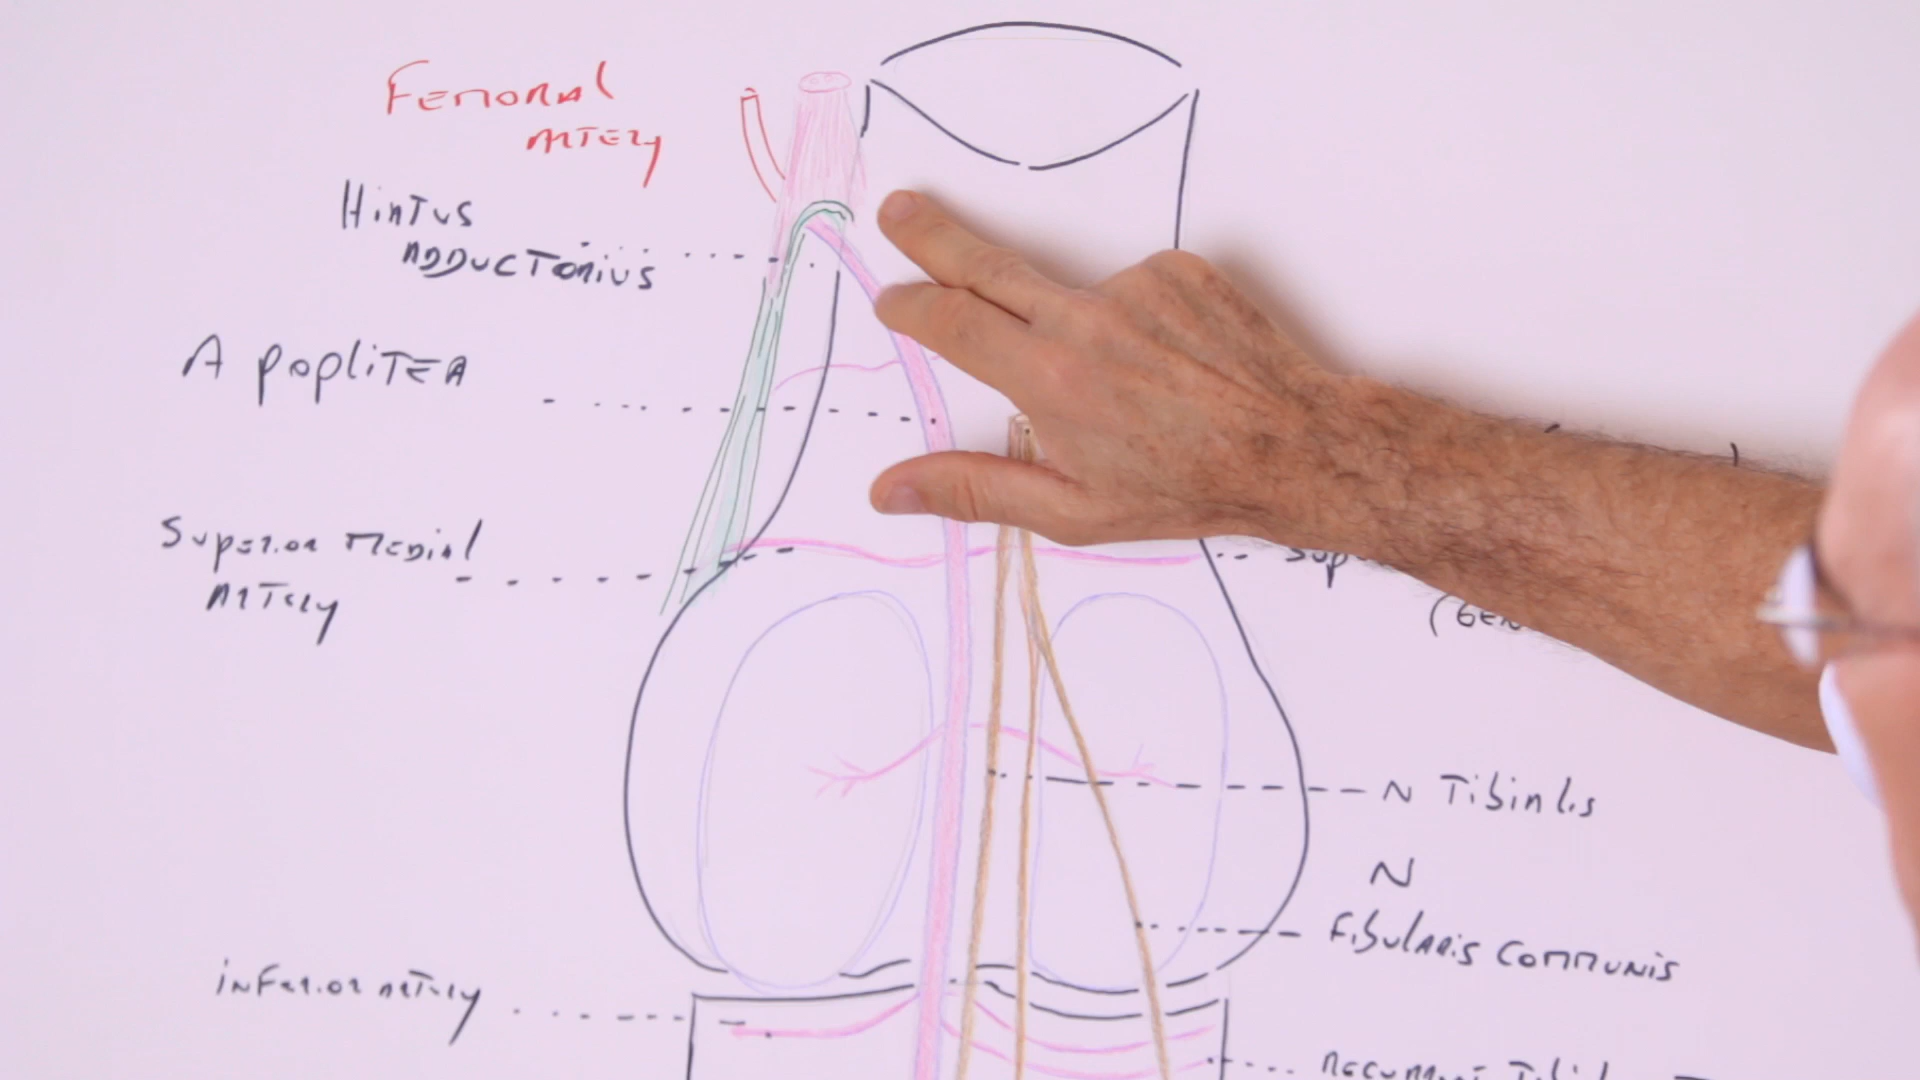 Femoral
Artery
Hiatus
Adductorius
A popliTEA
Superior Medial
Artery
N Tibialis
N
Fibularis Communis
inferior artery